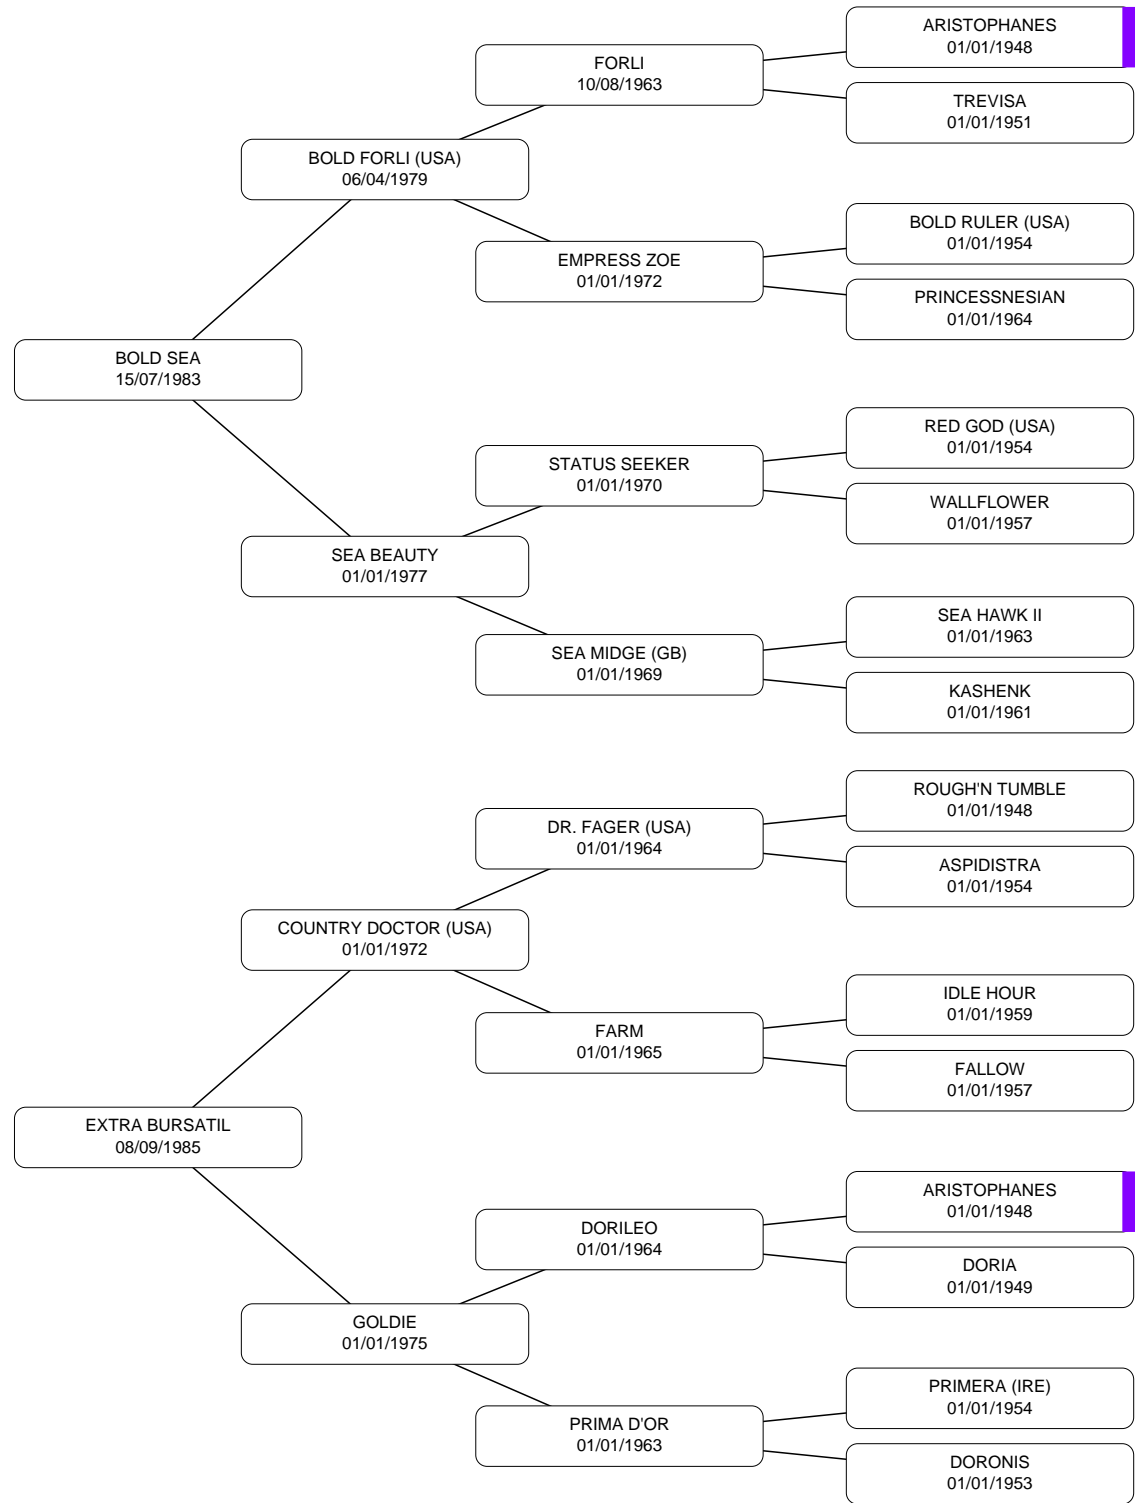 ARISTOPHANES
01/01/1948
FORLI
10/08/1963
TREVISA
01/01/1951
BOLD FORLI (USA)
06/04/1979
BOLD RULER (USA)
01/01/1954
EMPRESS ZOE
01/01/1972
PRINCESSNESIAN
01/01/1964
BOLD SEA
15/07/1983
RED GOD (USA)
01/01/1954
STATUS SEEKER
01/01/1970
WALLFLOWER
01/01/1957
SEA BEAUTY
01/01/1977
SEA HAWK II
01/01/1963
SEA MIDGE (GB)
01/01/1969
KASHENK
01/01/1961
ROUGH'N TUMBLE
01/01/1948
DR. FAGER (USA)
01/01/1964
ASPIDISTRA
01/01/1954
COUNTRY DOCTOR (USA)
01/01/1972
IDLE HOUR
01/01/1959
FARM
01/01/1965
FALLOW
01/01/1957
EXTRA BURSATIL
08/09/1985
ARISTOPHANES
01/01/1948
DORILEO
01/01/1964
DORIA
01/01/1949
GOLDIE
01/01/1975
PRIMERA (IRE)
01/01/1954
PRIMA D'OR
01/01/1963
DORONIS
01/01/1953